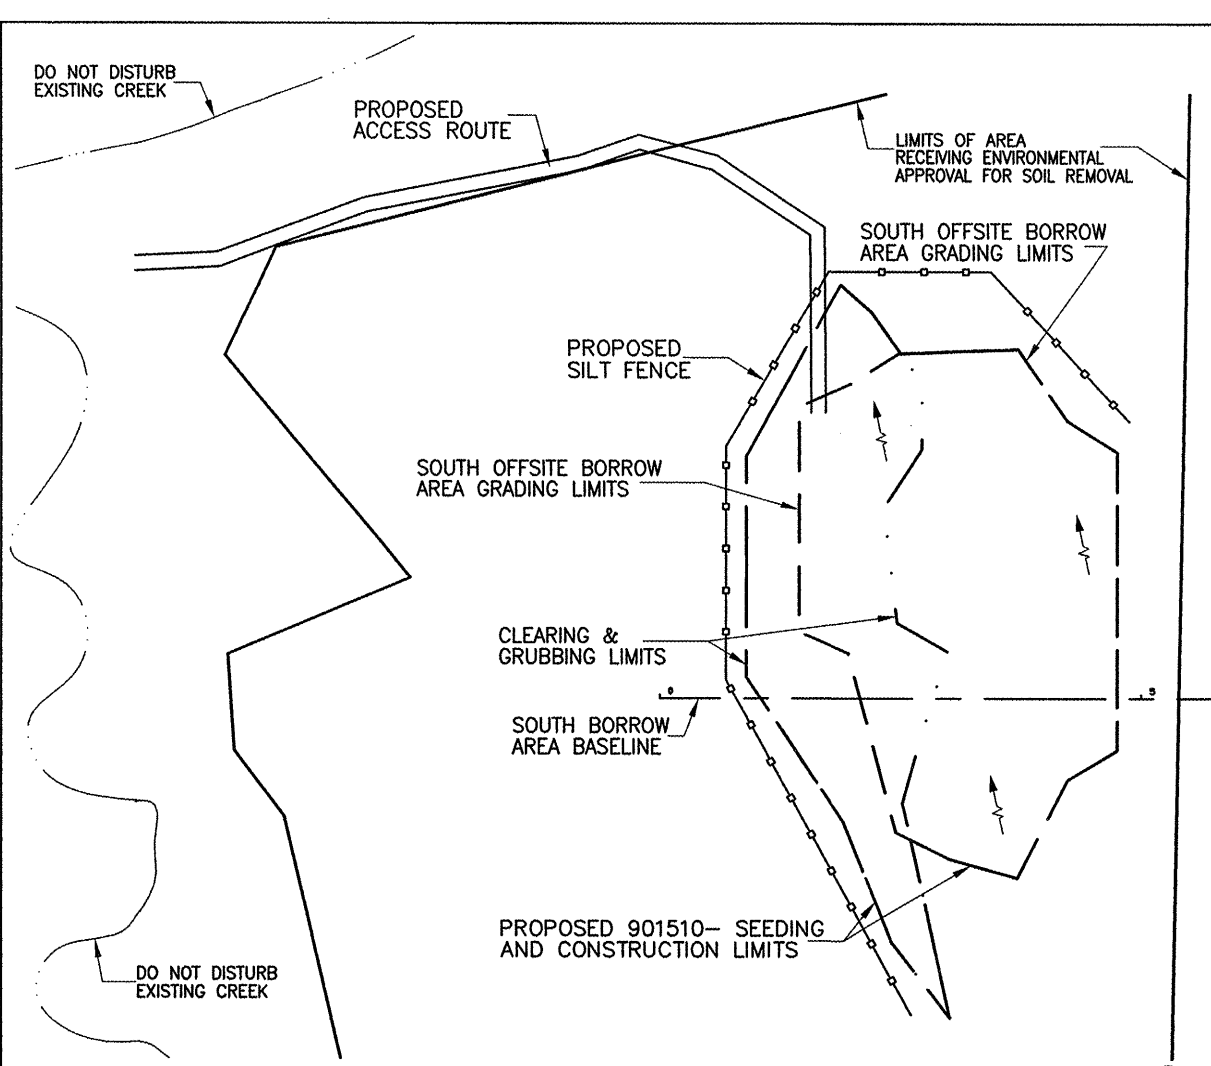 DO NOT DISTURB
EXISTING CREEK
PROPOSED
ACCESS ROUTE
LIMITS OF AREA
RECEIVING ENVIRONMENTAL
APPROVAL FOR SOIL REMOVAL
SOUTH OFFSITE BORROW
AREA GRADING LIMITS
PROPOSED
SILT FENCE
SOUTH OFFSITE BORROW
AREA GRADING LIMITS
CLEARING &
GRUBBING LIMITS
0
5
SOUTH BORROW
AREA BASELINE
PROPOSED 901510- SEEDING
AND CONSTRUCTION LIMITS
DO NOT DISTURB
EXISTING CREEK